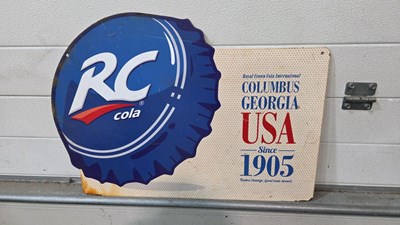 RC
cola
®
Royal Crown Cola International
COLUMBUS
GEORGIA
USA
Since
1905